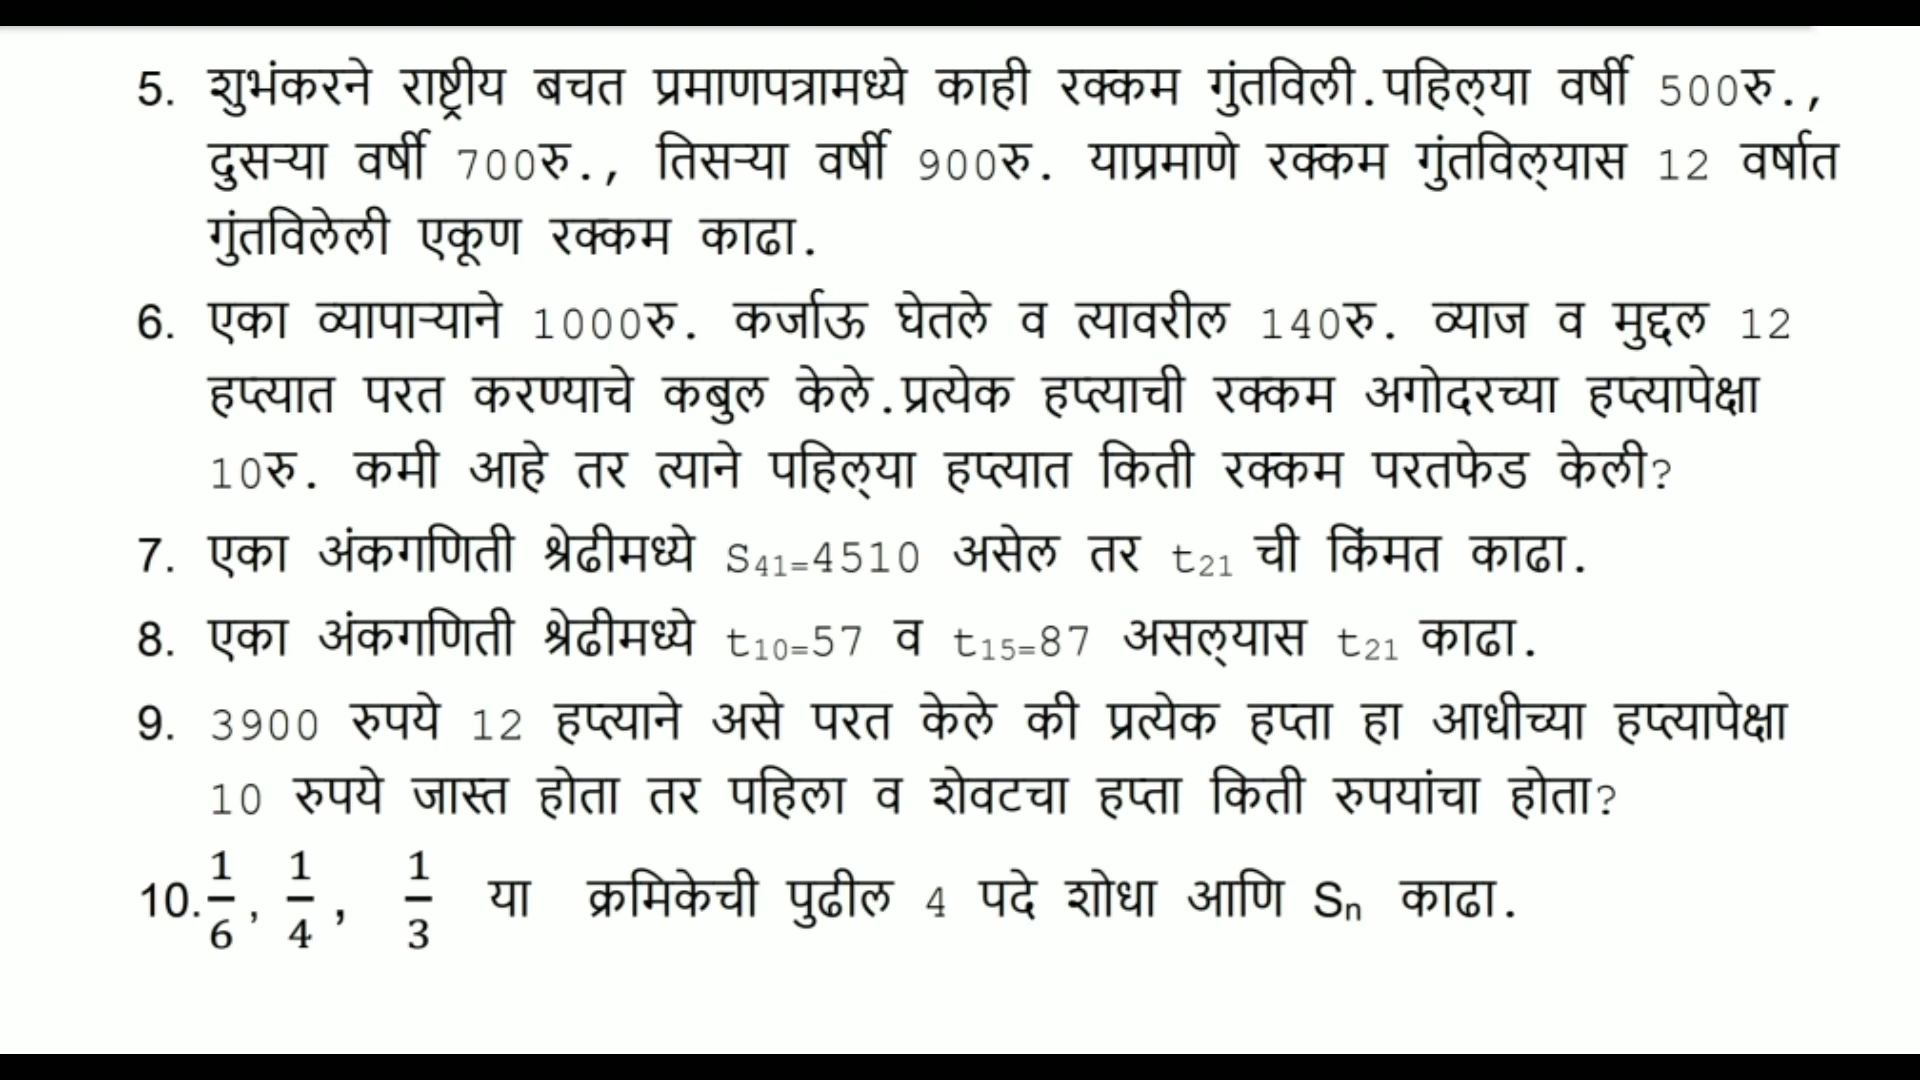 5. शुभंकरने राष्ट्रीय बचत प्रमाणपत्रामध्ये काही रक्कम गुंतविली.पहिल्या वर्षी 500रु.,
दुसऱ्या वर्षी 700रु., तिसऱ्या वर्षी 900रु. याप्रमाणे रक्कम गुंतविल्यास 12 वर्षात
गुंतविलेली एकूण रक्कम काढा.
6. एका व्यापाऱ्याने 1000रु. कर्जाऊ घेतले व त्यावरील 140रु. व्याज व मुद्दल 12
हप्त्यात परत करण्याचे कबुल केले.प्रत्येक हप्त्याची रक्कम अगोदरच्या हप्त्यापेक्षा
10रु. कमी आहे तर त्याने पहिल्या हप्त्यात किती रक्कम परतफेड केली?
7. एका अंकगणिती श्रेढीमध्ये S₄₁₌4510 असेल तर t₂₁ ची किंमत काढा.
8. एका अंकगणिती श्रेढीमध्ये t₁₀₌57 व t₁₅₌87 असल्यास t₂₁ काढा.
9. 3900 रुपये 12 हप्त्याने असे परत केले की प्रत्येक हप्ता हा आधीच्या हप्त्यापेक्षा
10 रुपये जास्त होता तर पहिला व शेवटचा हप्ता किती रुपयांचा होता?
10. 1/6, 1/4, 1/3 या क्रमिकेची पुढील 4 पदे शोधा आणि Sₙ काढा.